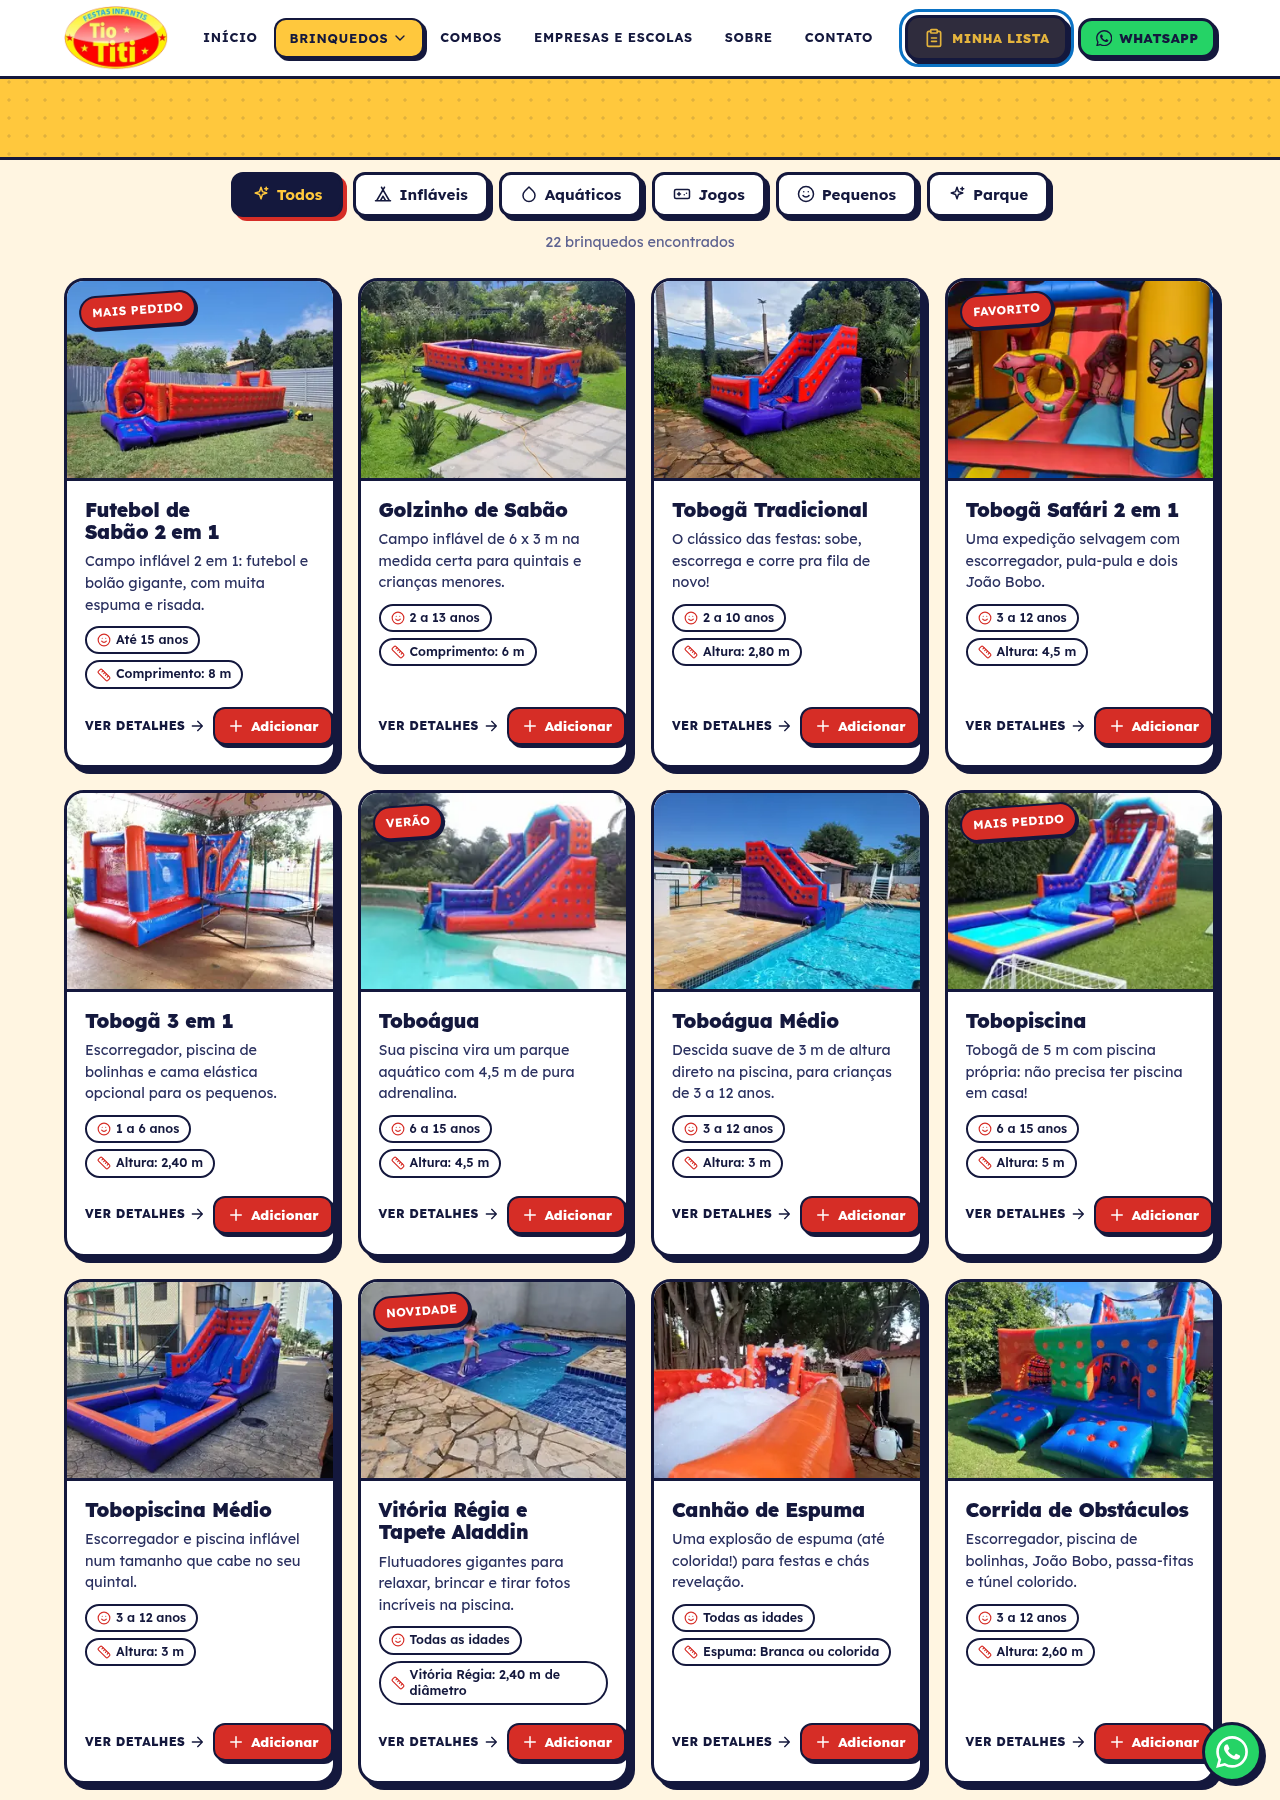 FESTAS INFANTIS
Tio
Titi
INÍCIO
BRINQUEDOS
COMBOS
EMPRESAS E ESCOLAS
SOBRE
CONTATO
MINHA LISTA
WHATSAPP
Todos
Infláveis
Aquáticos
Jogos
Pequenos
Parque
22 brinquedos encontrados
MAIS PEDIDO
Futebol de
Sabão 2 em 1
Campo inflável 2 em 1: futebol e
bolão gigante, com muita
espuma e risada.
Até 15 anos
Comprimento: 8 m
VER DETALHES
Adicionar
Golzinho de Sabão
Campo inflável de 6 x 3 m na
medida certa para quintais e
crianças menores.
2 a 13 anos
Comprimento: 6 m
VER DETALHES
Adicionar
Tobogã Tradicional
O clássico das festas: sobe,
escorrega e corre pra fila de
novo!
2 a 10 anos
Altura: 2,80 m
VER DETALHES
Adicionar
FAVORITO
Tobogã Safári 2 em 1
Uma expedição selvagem com
escorregador, pula-pula e dois
João Bobo.
3 a 12 anos
Altura: 4,5 m
VER DETALHES
Adicionar
Tobogã 3 em 1
Escorregador, piscina de
bolinhas e cama elástica
opcional para os pequenos.
1 a 6 anos
Altura: 2,40 m
VER DETALHES
Adicionar
VERÃO
Toboágua
Sua piscina vira um parque
aquático com 4,5 m de pura
adrenalina.
6 a 15 anos
Altura: 4,5 m
VER DETALHES
Adicionar
Toboágua Médio
Descida suave de 3 m de altura
direto na piscina, para crianças
de 3 a 12 anos.
3 a 12 anos
Altura: 3 m
VER DETALHES
Adicionar
MAIS PEDIDO
Tobopiscina
Tobogã de 5 m com piscina
própria: não precisa ter piscina
em casa!
6 a 15 anos
Altura: 5 m
VER DETALHES
Adicionar
Tobopiscina Médio
Escorregador e piscina inflável
num tamanho que cabe no seu
quintal.
3 a 12 anos
Altura: 3 m
VER DETALHES
Adicionar
NOVIDADE
Vitória Régia e
Tapete Aladdin
Flutuadores gigantes para
relaxar, brincar e tirar fotos
incríveis na piscina.
Todas as idades
Vitória Régia: 2,40 m de
diâmetro
VER DETALHES
Adicionar
Canhão de Espuma
Uma explosão de espuma (até
colorida!) para festas e chás
revelação.
Todas as idades
Espuma: Branca ou colorida
VER DETALHES
Adicionar
Corrida de Obstáculos
Escorregador, piscina de
bolinhas, João Bobo, passa-fitas
e túnel colorido.
3 a 12 anos
Altura: 2,60 m
VER DETALHES
Adicionar